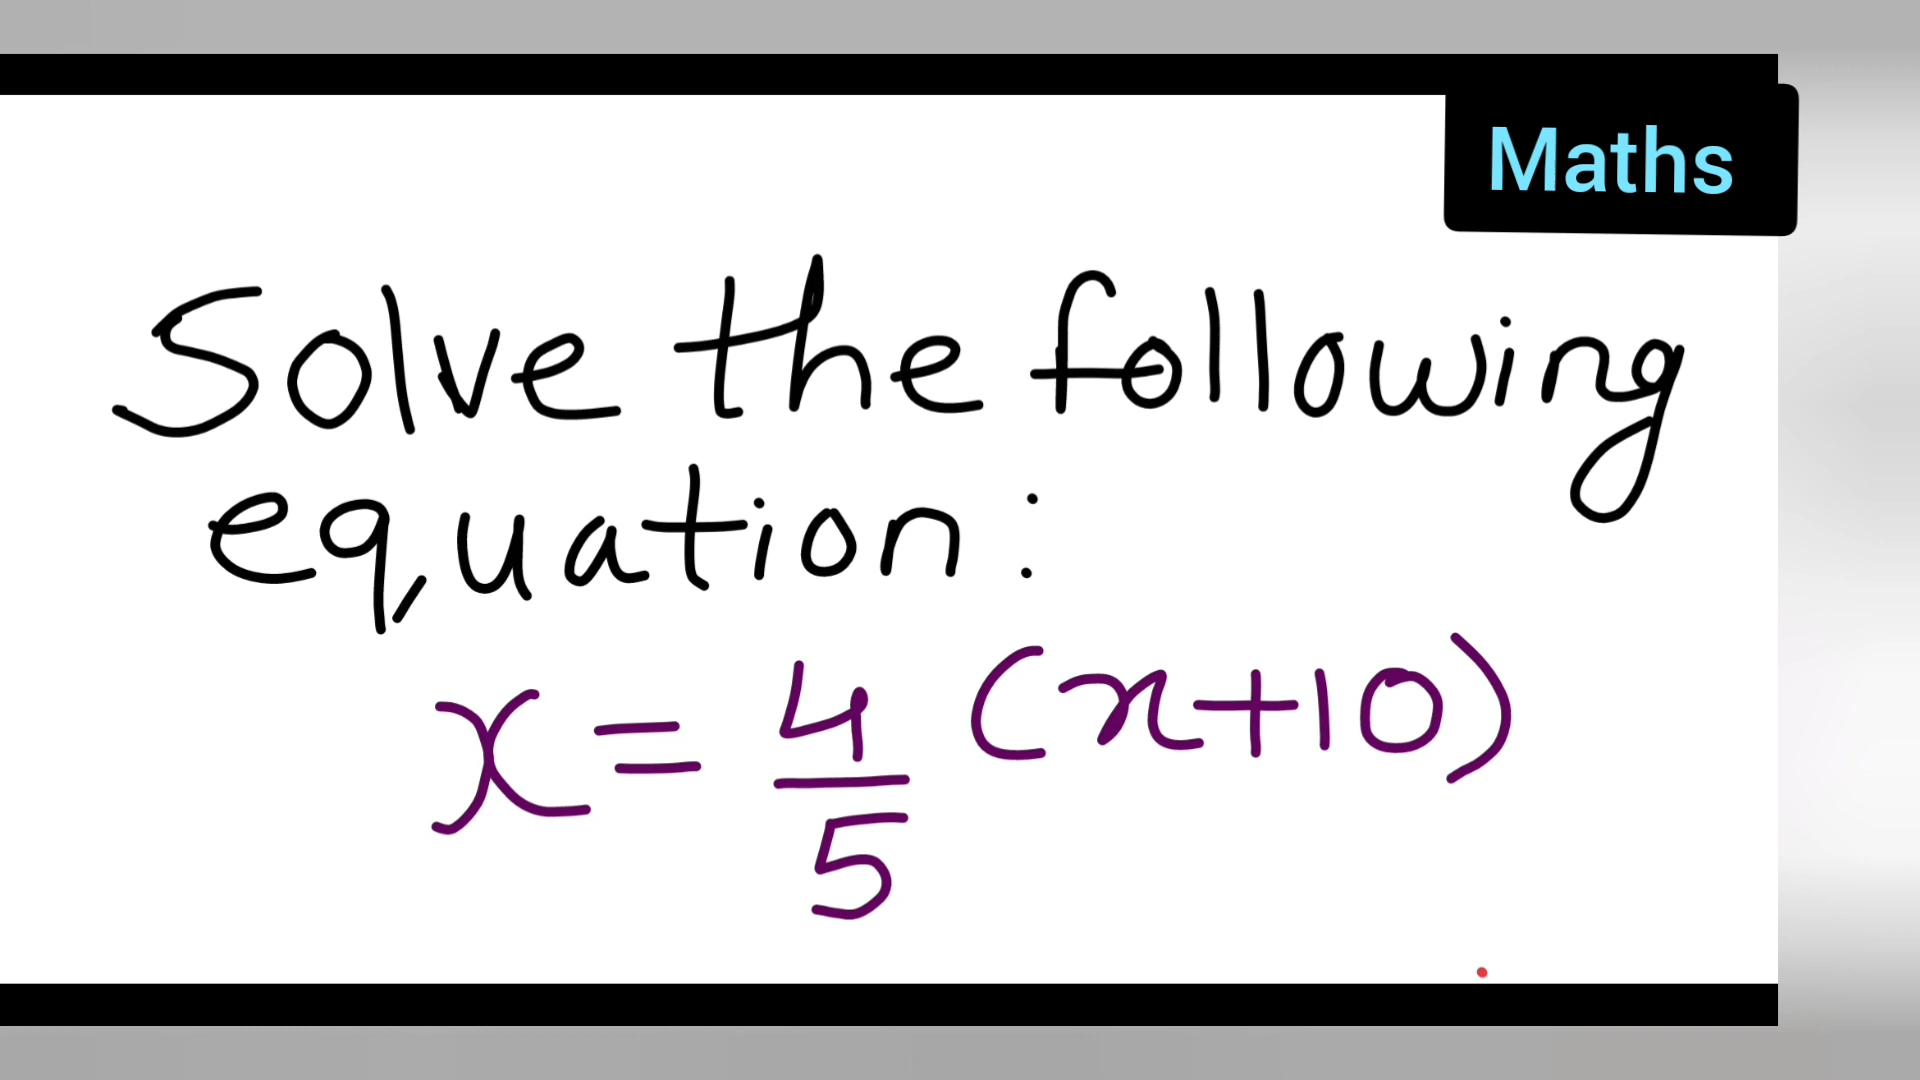 Maths
Solve the following
equation:
x = 4/5 (x+10)